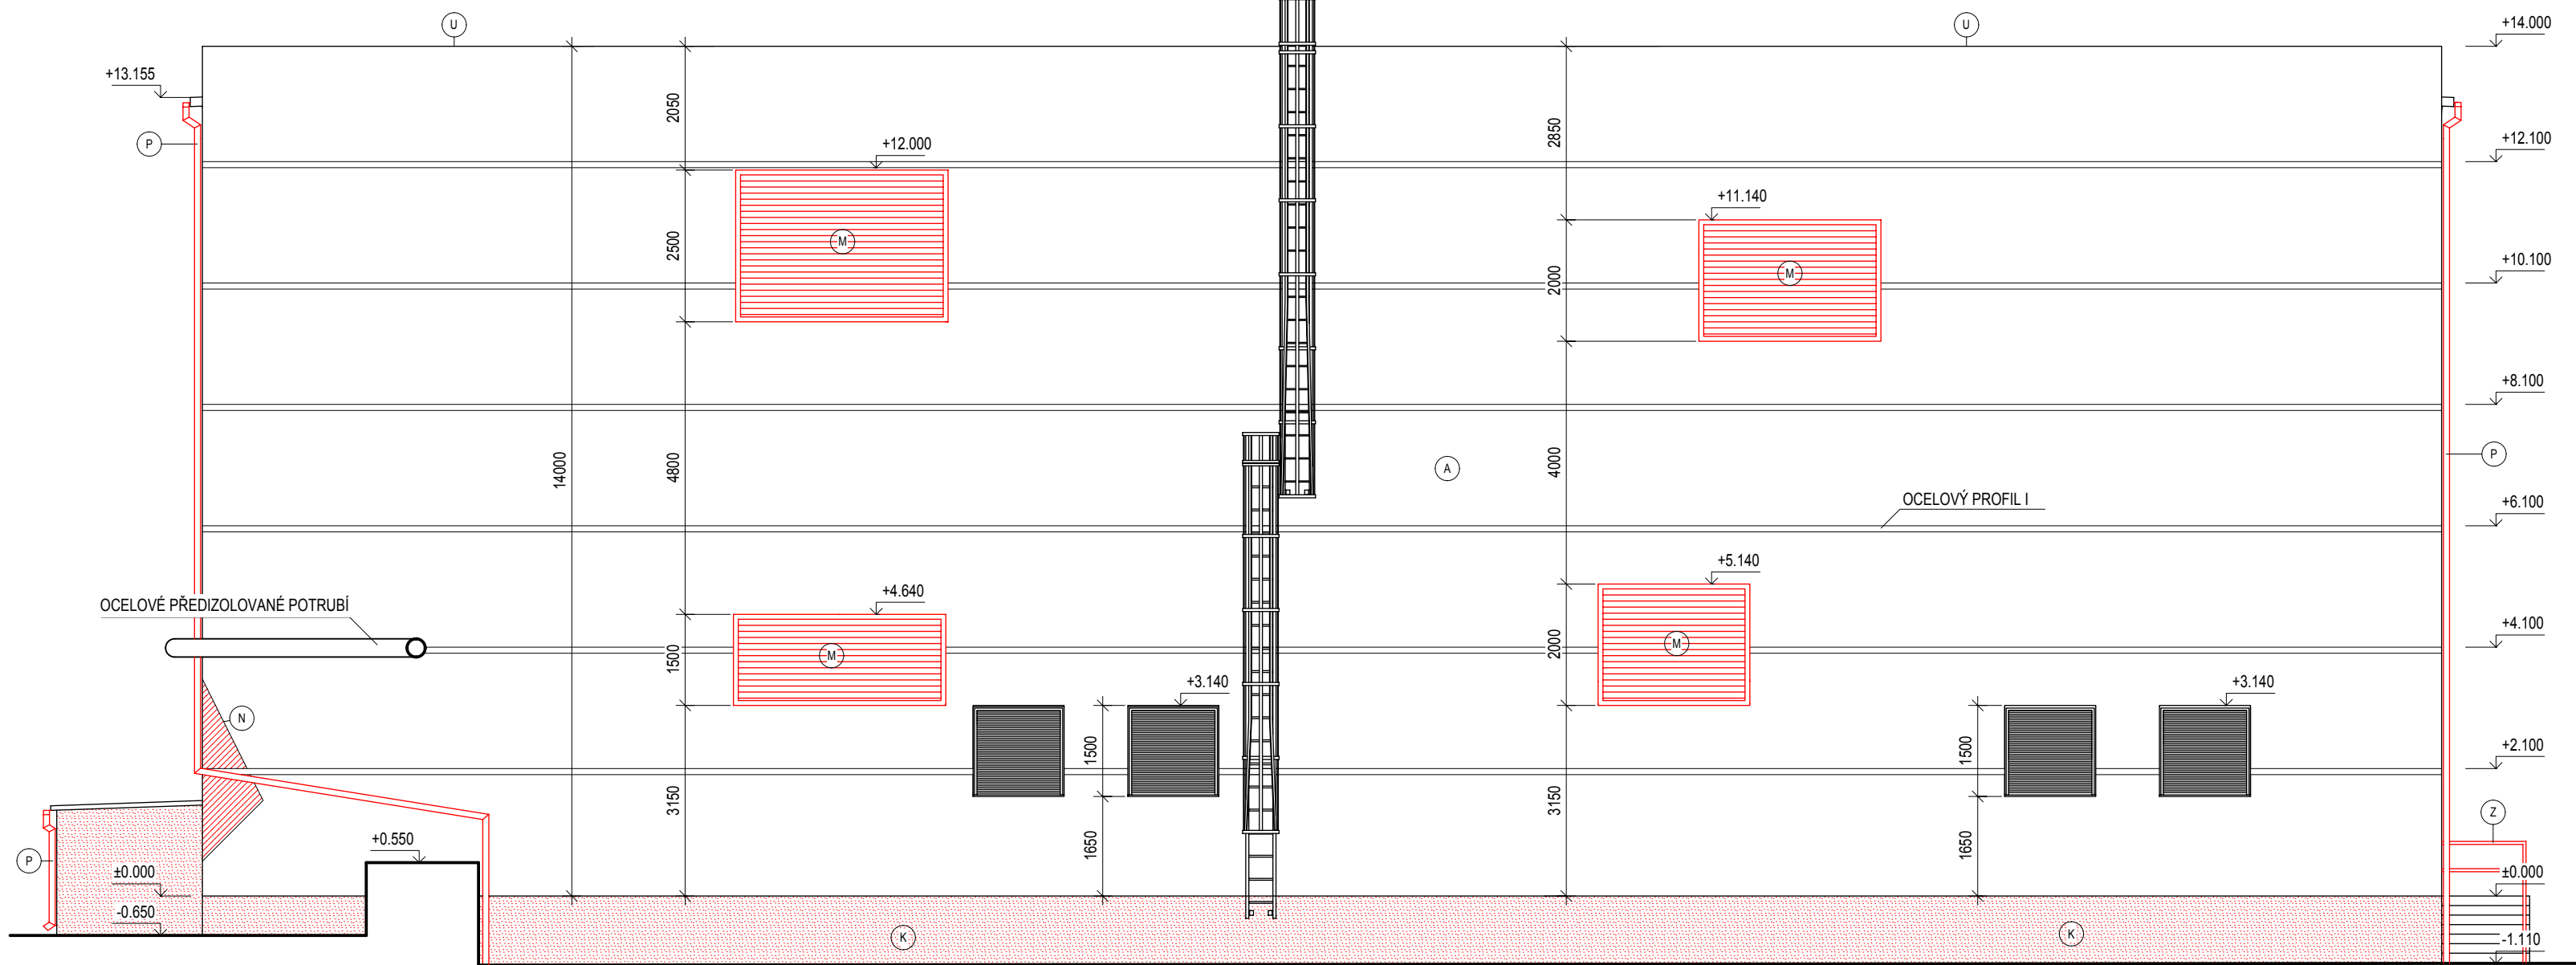 U
U
+14.000
+13.155
2050
2850
P
+12.000
+12.100
+11.140
2500
M
2000
M
+10.100
+8.100
14000
4800
4000
A
P
OCELOVÝ PROFIL I
+6.100
+5.140
OCELOVÉ PŘEDIZOLOVANÉ POTRUBÍ
+4.640
+4.100
1500
M
2000
M
+3.140
+3.140
N
1500
1500
+2.100
3150
3150
Z
+0.550
1650
1650
P
±0.000
±0.000
-0.650
K
K
-1.110